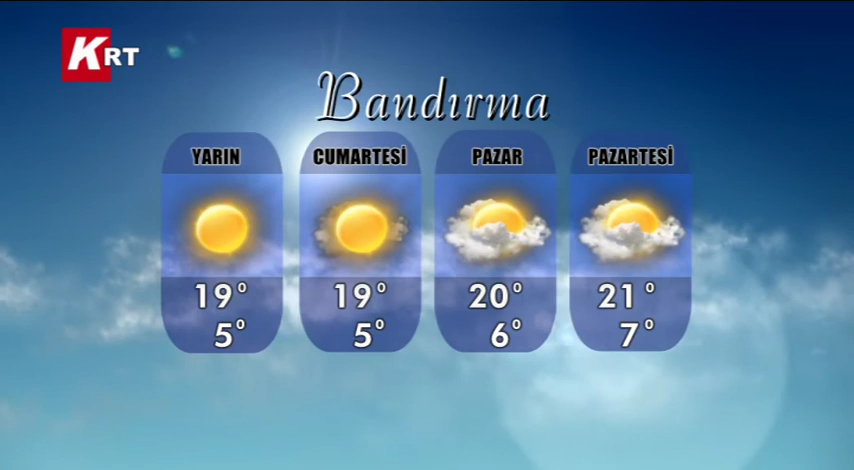 KRT
Bandırma
YARIN CUMARTESİ PAZAR PAZARTESİ
19° 19° 20° 21°
5° 5° 6° 7°